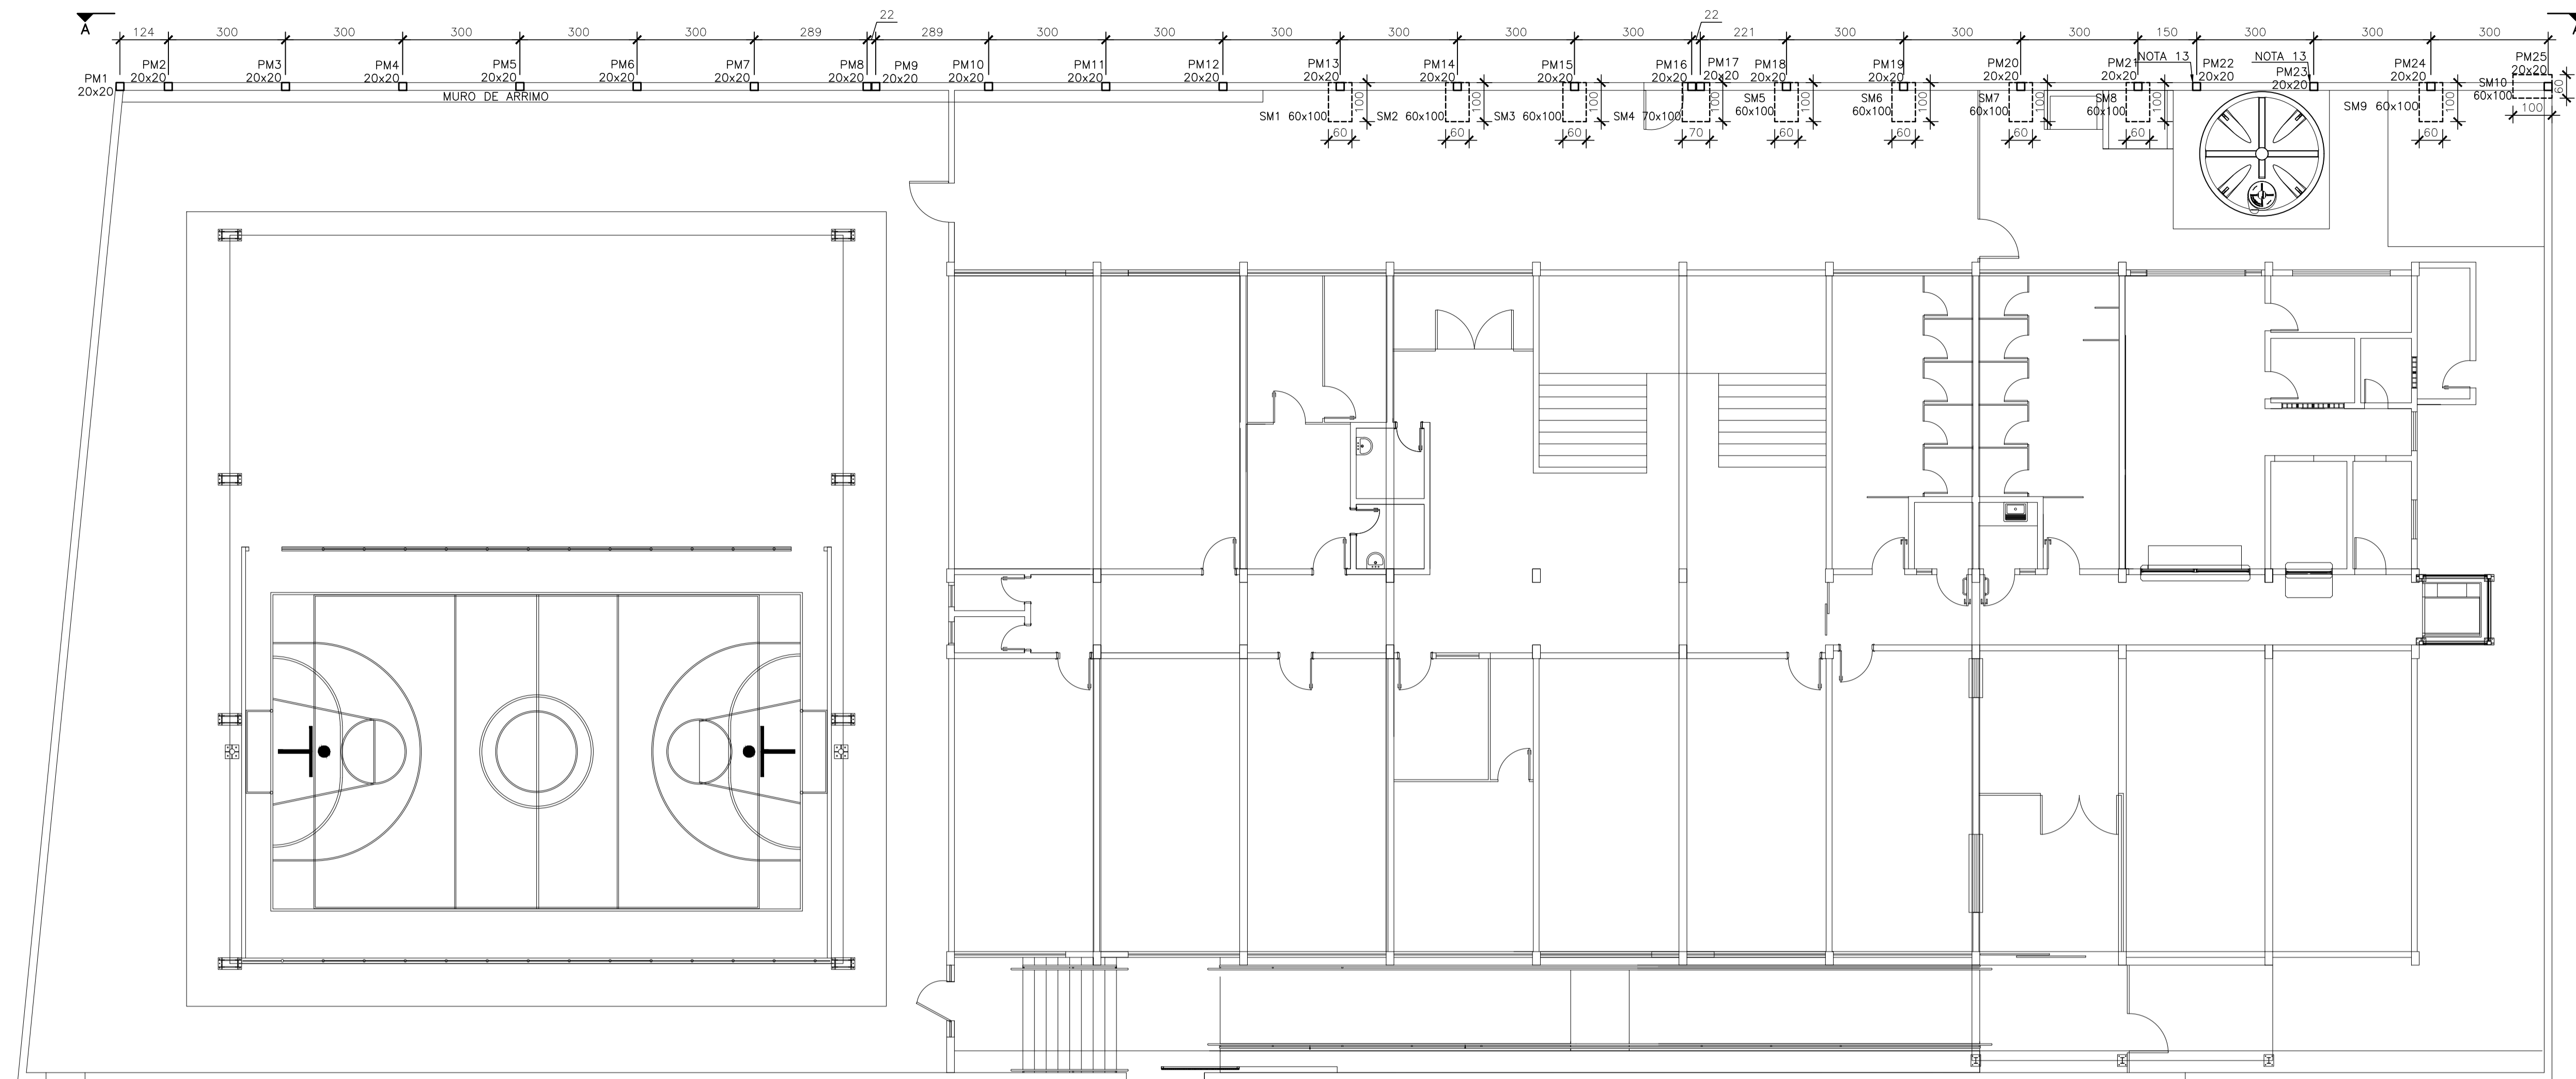 22
22
A
124
300
300
300
300
300
289
289
300
300
300
300
300
300
221
300
300
300
150
300
300
300
A
PM1
20x20
PM2
20x20
PM3
20x20
PM4
20x20
PM5
20x20
PM6
20x20
PM7
20x20
PM8
20x20
PM9
20x20
PM10
20x20
PM11
20x20
PM12
20x20
PM13
20x20
PM14
20x20
PM15
20x20
PM16
20x20
PM17
20x20
PM18
20x20
PM19
20x20
PM20
20x20
PM21
20x20
NOTA 13
PM22
20x20
NOTA 13
PM23
20x20
PM24
20x20
PM25
20x20
MURO DE ARRIMO
SM1 60x100
100
60
SM2 60x100
100
60
SM3 60x100
100
60
SM4 70x100
100
70
SM5
60x100
100
60
SM6
60x100
100
60
SM7
60x100
100
60
SM8
60x100
100
60
SM9 60x100
100
60
SM10
60x100
60
100